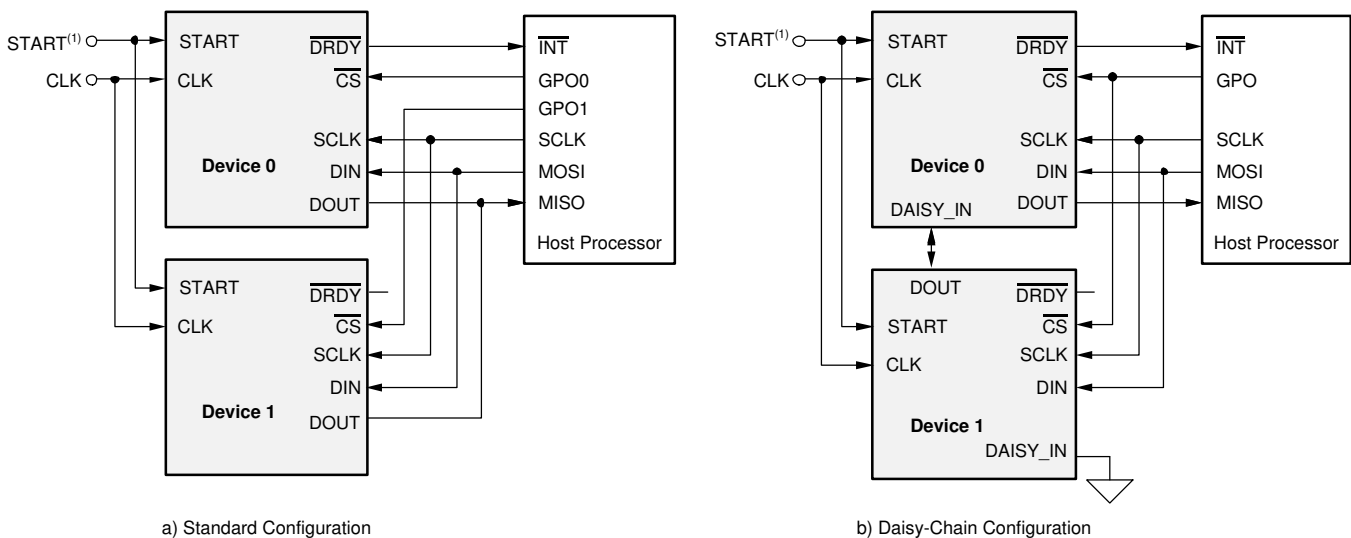 START(1)
CLK
START
CLK
DRDY
CS
SCLK
DIN
DOUT
Device 0
INT
GPO0
GPO1
SCLK
MOSI
MISO
Host Processor
START
CLK
DRDY
CS
SCLK
DIN
DOUT
Device 1
a) Standard Configuration
START(1)
CLK
START
CLK
DRDY
CS
SCLK
DIN
DOUT
Device 0
DAISY_IN
INT
GPO
SCLK
MOSI
MISO
Host Processor
DOUT
START
CLK
DRDY
CS
SCLK
DIN
Device 1
DAISY_IN
b) Daisy-Chain Configuration